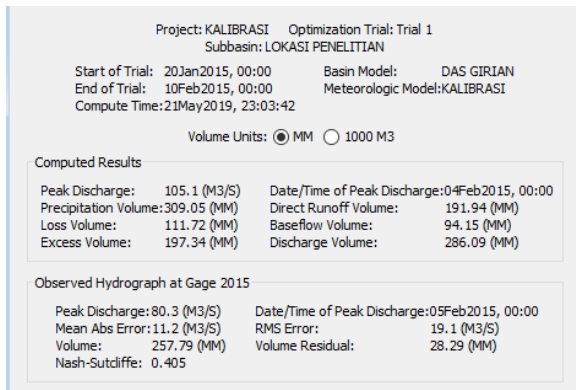 Project: KALIBRASI Optimization Trial: Trial 1
Subbasin: LOKASI PENELITIAN
Start of Trial: 20Jan2015, 00:00 Basin Model: DAS GIRIAN
End of Trial: 10Feb2015, 00:00 Meteorologic Model:KALIBRASI
Compute Time:21May2019, 23:03:42
Volume Units: MM 1000 M3
Computed Results
Peak Discharge: 105.1 (M3/S) Date/Time of Peak Discharge:04Feb2015, 00:00
Precipitation Volume:309.05 (MM) Direct Runoff Volume: 191.94 (MM)
Loss Volume: 111.72 (MM) Baseflow Volume: 94.15 (MM)
Excess Volume: 197.34 (MM) Discharge Volume: 286.09 (MM)
Observed Hydrograph at Gage 2015
Peak Discharge:80.3 (M3/S) Date/Time of Peak Discharge:05Feb2015, 00:00
Mean Abs Error:11.2 (M3/S) RMS Error: 19.1 (M3/S)
Volume: 257.79 (MM) Volume Residual: 28.29 (MM)
Nash-Sutcliffe: 0.405